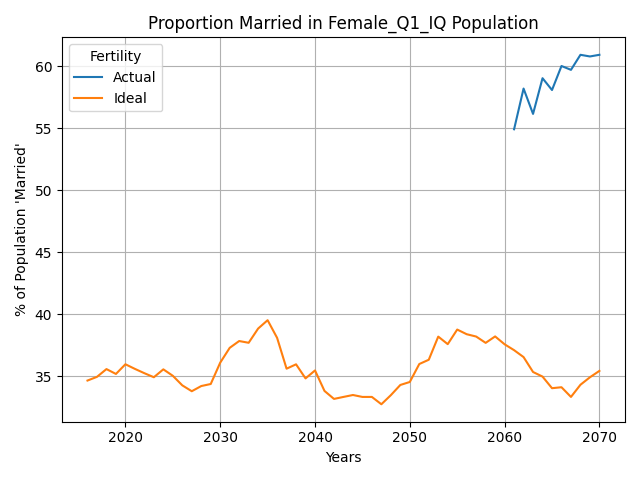 Proportion Married in Female_Q1_IQ Population
Fertility
Actual
Ideal
% of Population 'Married'
60
55
50
45
40
35
2020
2030
2040
2050
2060
2070
Years